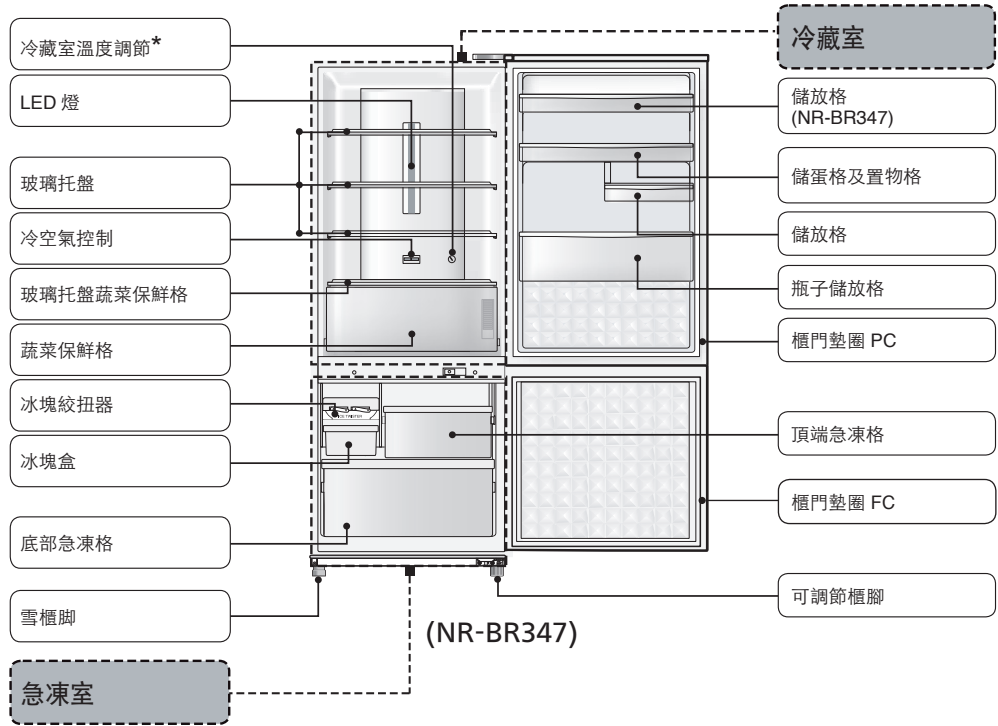 冷藏室溫度調節*
LED 燈
玻璃托盤
冷空氣控制
玻璃托盤蔬菜保鮮格
蔬菜保鮮格
冰塊絞扭器
冰塊盒
底部急凍格
雪櫃脚
急凍室
ICE TWISTER
(NR-BR347)
冷藏室
儲放格
(NR-BR347)
儲蛋格及置物格
儲放格
瓶子儲放格
櫃門墊圈 PC
頂端急凍格
櫃門墊圈 FC
可調節櫃腳